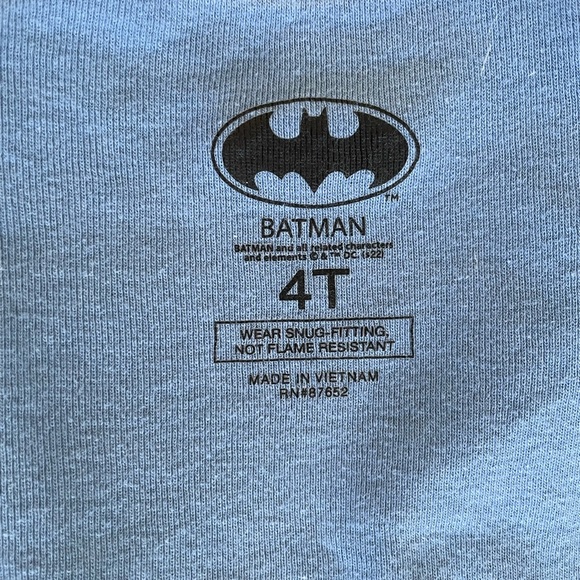 TM
BATMAN
BATMAN and all related characters
and elements © & ™ DC. (s22)
4T
WEAR SNUG-FITTING,
NOT FLAME RESISTANT
MADE IN VIETNAM
RN#87652